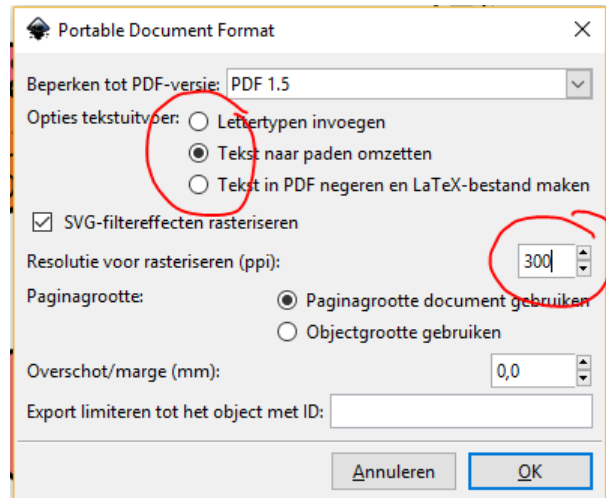 Portable Document Format
Beperken tot PDF-versie: PDF 1.5
Opties tekstuitvoer: Lettertypen invoegen
Tekst naar paden omzetten
Tekst in PDF negeren en LaTeX-bestand maken
SVG-filtereffecten rasteriseren
Resolutie voor rasteriseren (ppi): 300
Paginagrootte: Paginagrootte document gebruiken
Objectgrootte gebruiken
Overschot/marge (mm): 0,0
Export limiteren tot het object met ID:
Annuleren OK